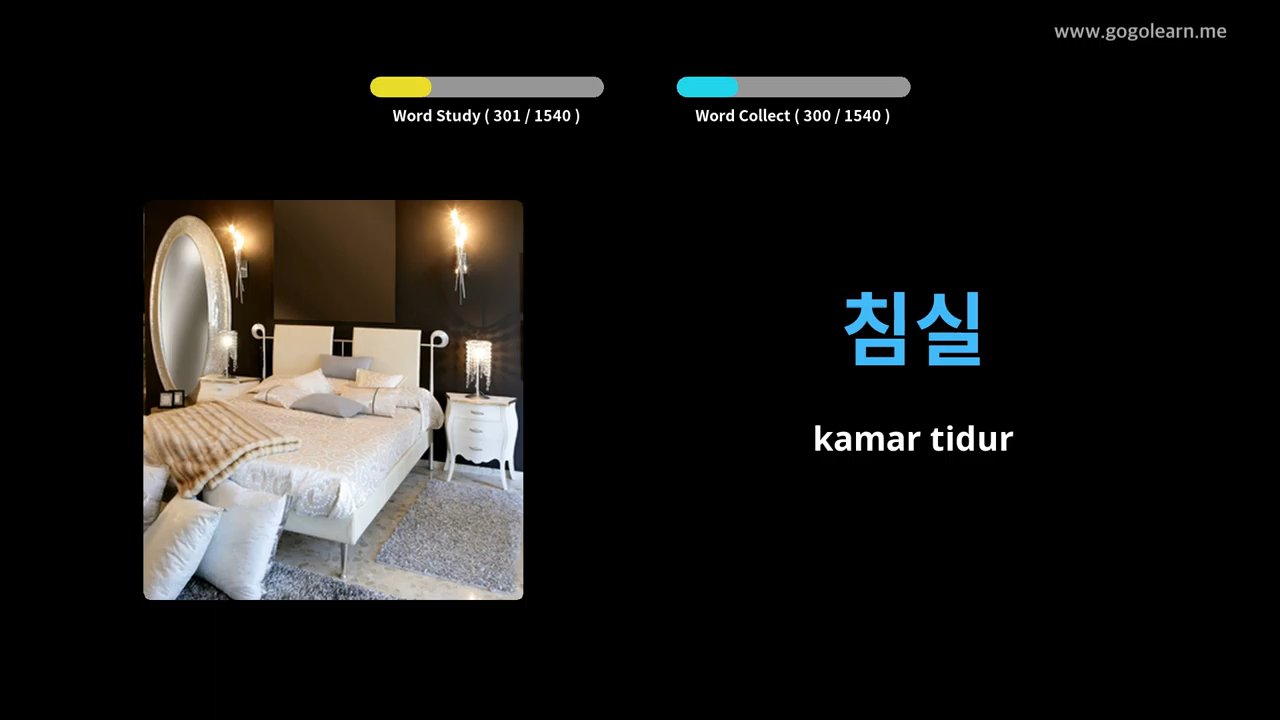 www.gogolearn.me
Word Study ( 301 / 1540 )
Word Collect ( 300 / 1540 )
침실
kamar tidur